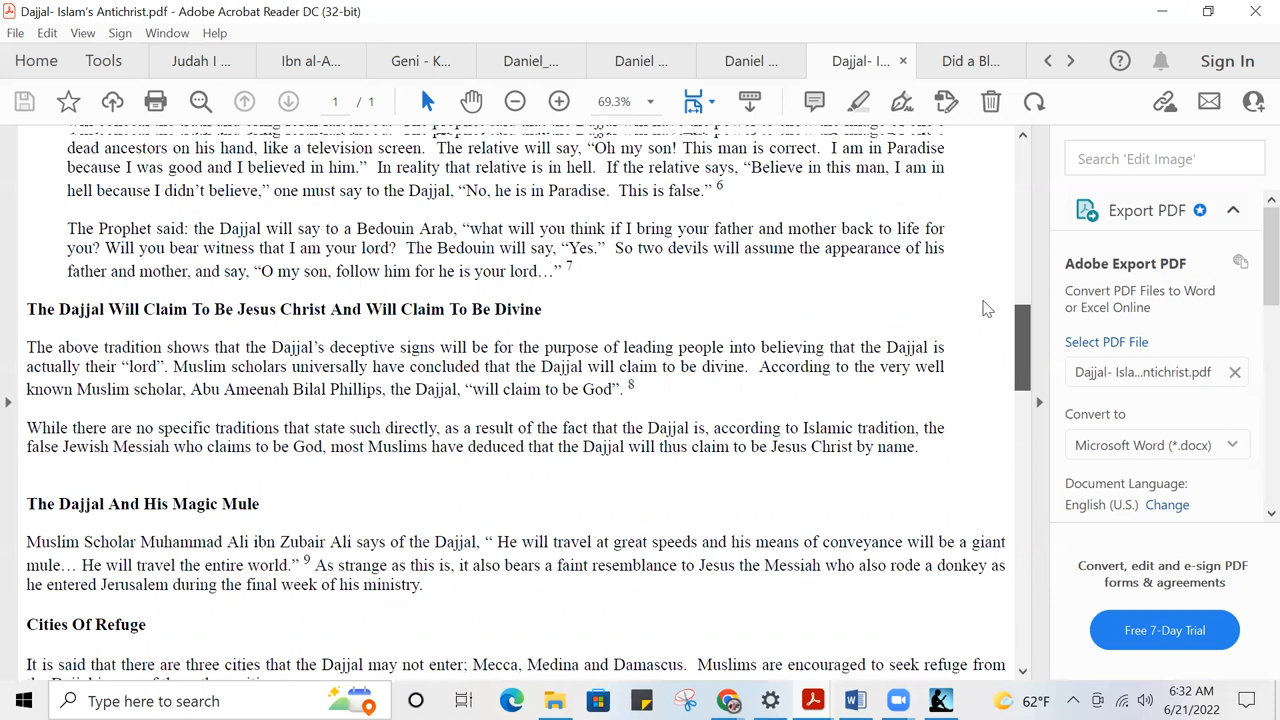 Dajjal- Islam's Antichrist.pdf - Adobe Acrobat Reader DC (32-bit)
File Edit View Sign Window Help
Home Tools Judah I ... Ibn al-A... Geni - K... Daniel_... Daniel ... Daniel ... Dajjal- I... × Did a Bl... Sign In
1 / 1 69.3%
dead ancestors on his hand, like a television screen. The relative will say, “Oh my son! This man is correct. I am in Paradise
because I was good and I believed in him.” In reality that relative is in hell. If the relative says, “Believe in this man, I am in
hell because I didn’t believe,” one must say to the Dajjal, “No, he is in Paradise. This is false.” 6
The Prophet said: the Dajjal will say to a Bedouin Arab, “what will you think if I bring your father and mother back to life for
you? Will you bear witness that I am your lord? The Bedouin will say, “Yes.” So two devils will assume the appearance of his
father and mother, and say, “O my son, follow him for he is your lord…” 7
The Dajjal Will Claim To Be Jesus Christ And Will Claim To Be Divine
The above tradition shows that the Dajjal’s deceptive signs will be for the purpose of leading people into believing that the Dajjal is
actually their “lord”. Muslim scholars universally have concluded that the Dajjal will claim to be divine. According to the very well
known Muslim scholar, Abu Ameenah Bilal Phillips, the Dajjal, “will claim to be God”. 8
While there are no specific traditions that state such directly, as a result of the fact that the Dajjal is, according to Islamic tradition, the
false Jewish Messiah who claims to be God, most Muslims have deduced that the Dajjal will thus claim to be Jesus Christ by name.
The Dajjal And His Magic Mule
Muslim Scholar Muhammad Ali ibn Zubair Ali says of the Dajjal, “ He will travel at great speeds and his means of conveyance will be a giant
mule… He will travel the entire world.” 9 As strange as this is, it also bears a faint resemblance to Jesus the Messiah who also rode a donkey as
he entered Jerusalem during the final week of his ministry.
Cities Of Refuge
It is said that there are three cities that the Dajjal may not enter; Mecca, Medina and Damascus. Muslims are encouraged to seek refuge from
Search 'Edit Image'
Export PDF
Adobe Export PDF
Convert PDF Files to Word
or Excel Online
Select PDF File
Dajjal- Isla...ntichrist.pdf
Convert to
Microsoft Word (*.docx)
Document Language:
English (U.S.) Change
Convert, edit and e-sign PDF
forms & agreements
Free 7-Day Trial
Type here to search
62°F
6:32 AM
6/21/2022